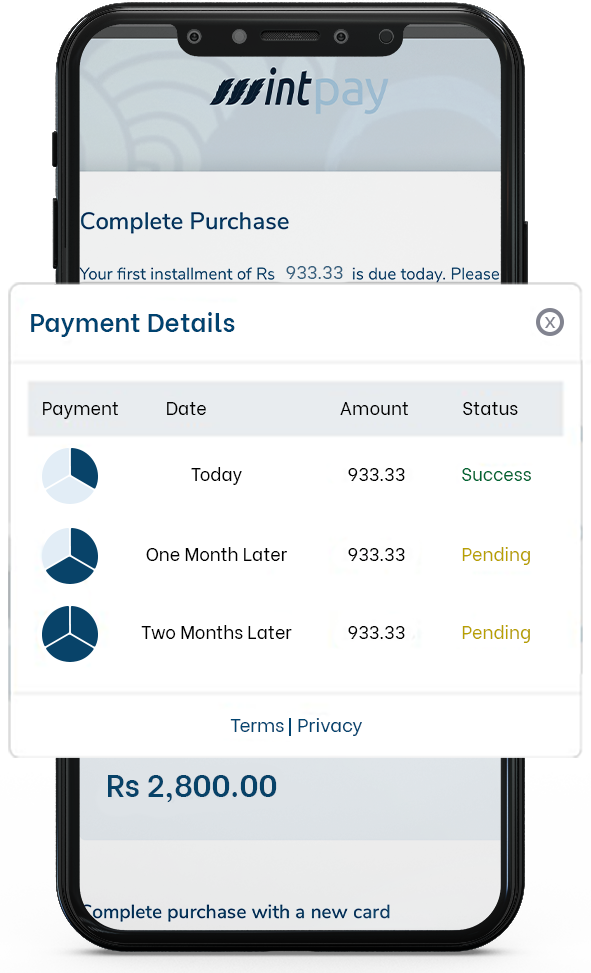 mintpay
Complete Purchase
Your first installment of Rs 933.33 is due today. Please
Payment Details
X
Payment Date Amount Status
Today 933.33 Success
One Month Later 933.33 Pending
Two Months Later 933.33 Pending
Terms | Privacy
Rs 2,800.00
Complete purchase with a new card